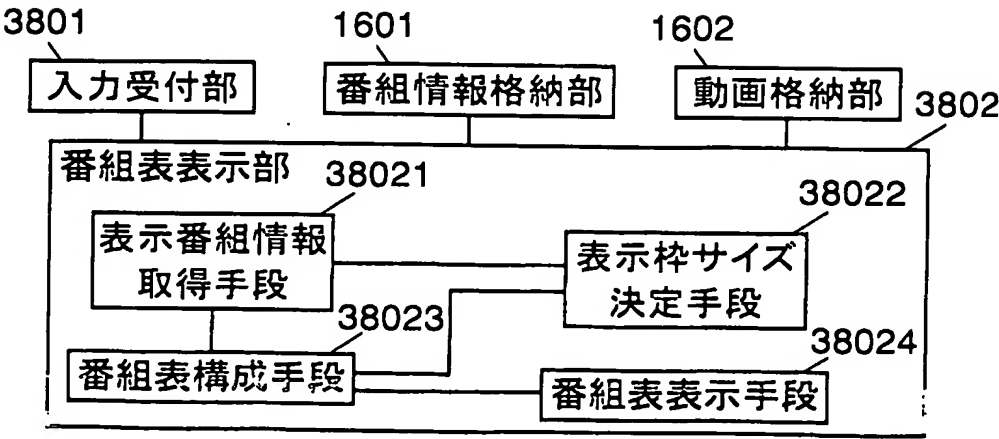 3801
1601
1602
入力受付部
番組情報格納部
動画格納部
3802
番組表表示部
38021
38022
表示番組情報
取得手段
表示枠サイズ
決定手段
38023
番組表構成手段
38024
番組表表示手段